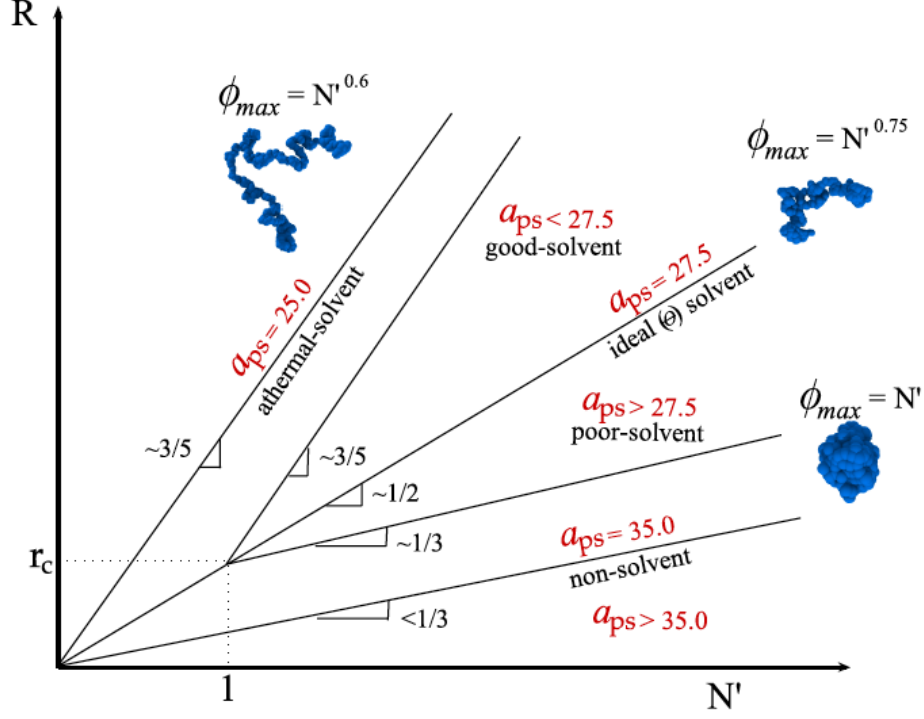 R
ϕmax = N'^0.6
ϕmax = N'^0.75
aps < 27.5
good-solvent
aps = 27.5
ideal (Θ) solvent
aps = 25.0
athermal-solvent
aps > 27.5
poor-solvent
ϕmax = N'
~3/5
~3/5
~1/2
~1/3
aps = 35.0
non-solvent
rc
<1/3
aps > 35.0
1
N'